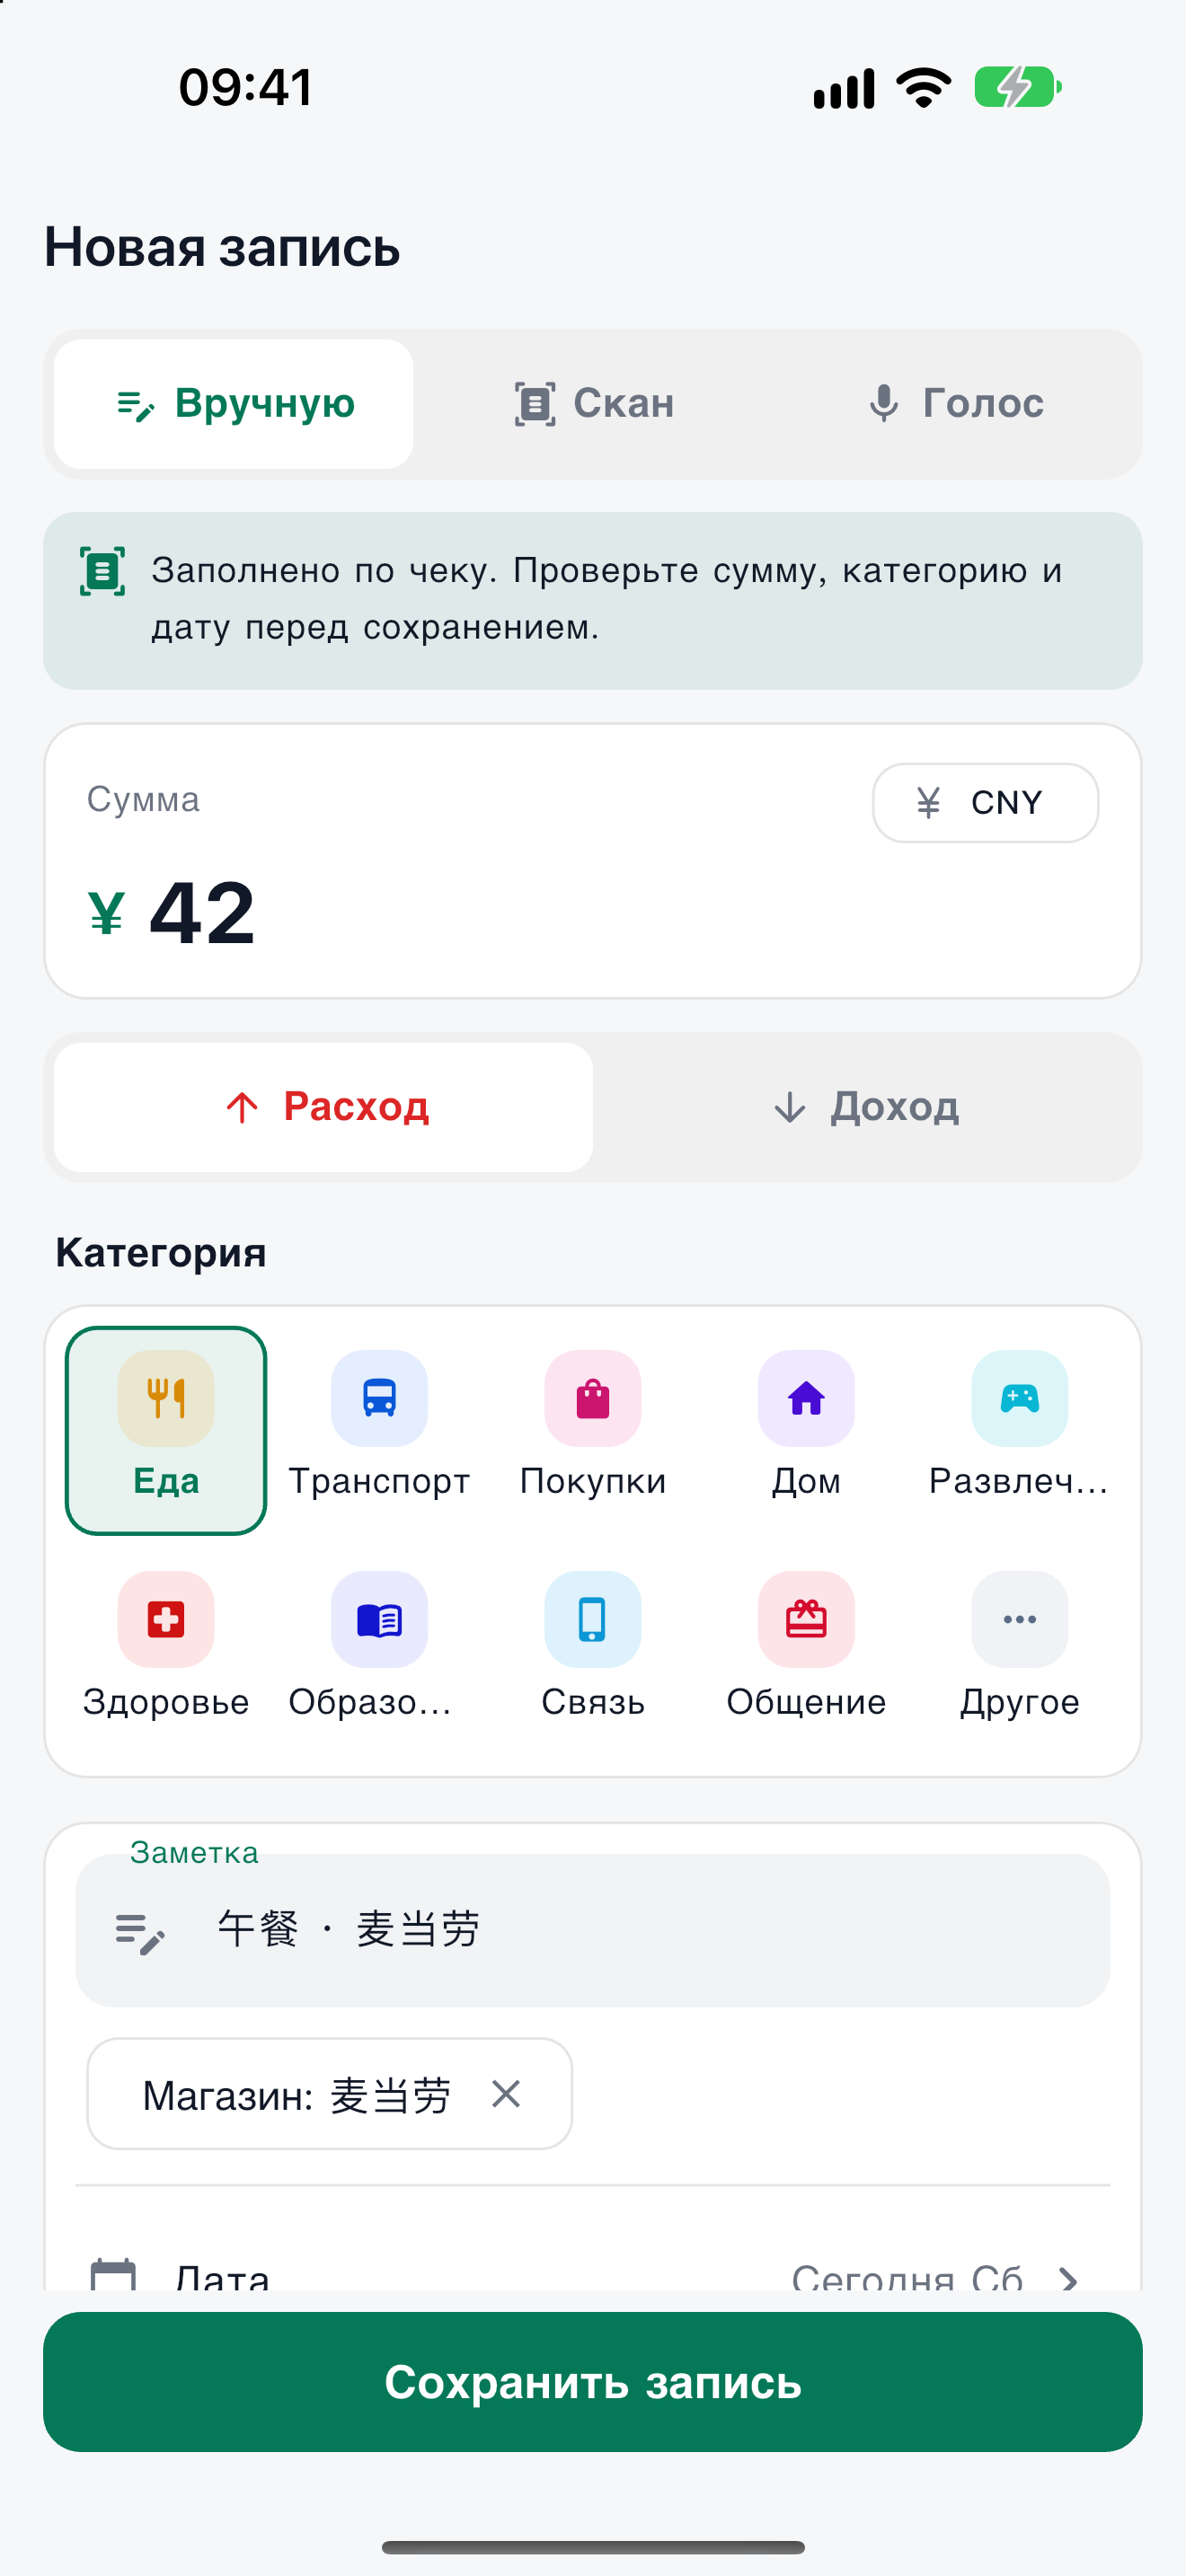 09:41
Новая запись
Вручную
Скан
Голос
Заполнено по чеку. Проверьте сумму, категорию и
дату перед сохранением.
Сумма
¥ CNY
¥ 42
Расход
Доход
Категория
Еда
Транспорт
Покупки
Дом
Развлеч...
Здоровье
Образо...
Связь
Общение
Другое
Заметка
午餐 · 麦当劳
Магазин: 麦当劳
Дата
Сегодня Сб
Сохранить запись